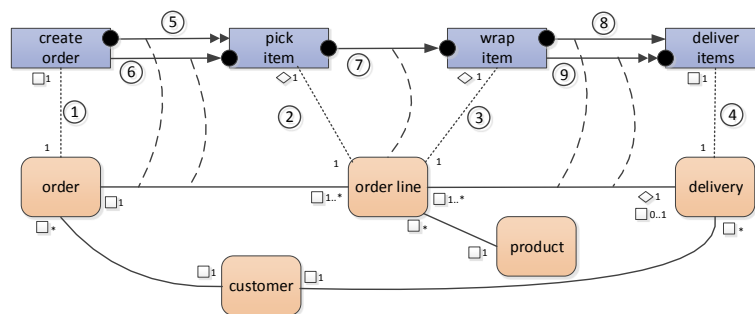 5
8
create
order
pick
item
wrap
item
deliver
items
6
7
9
1
1
1
1
1
2
3
4
1
1
1
1
order
order line
delivery
1
1..*
1..*
1
0..1
*
*
*
product
1
1
1
customer